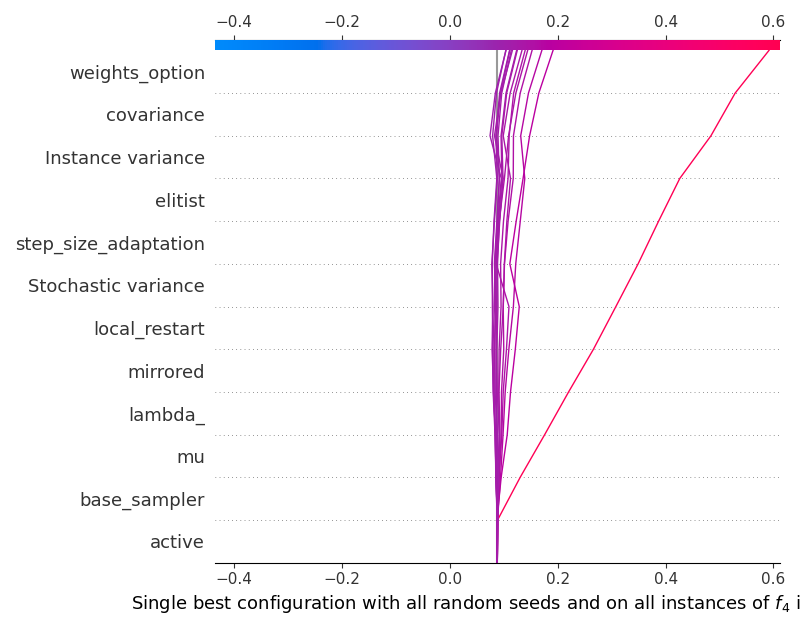 −0.4 −0.2 0.0 0.2 0.4 0.6
weights_option
covariance
Instance variance
elitist
step_size_adaptation
Stochastic variance
local_restart
mirrored
lambda_
mu
base_sampler
active
−0.4 −0.2 0.0 0.2 0.4 0.6
Single best configuration with all random seeds and on all instances of f₄ i